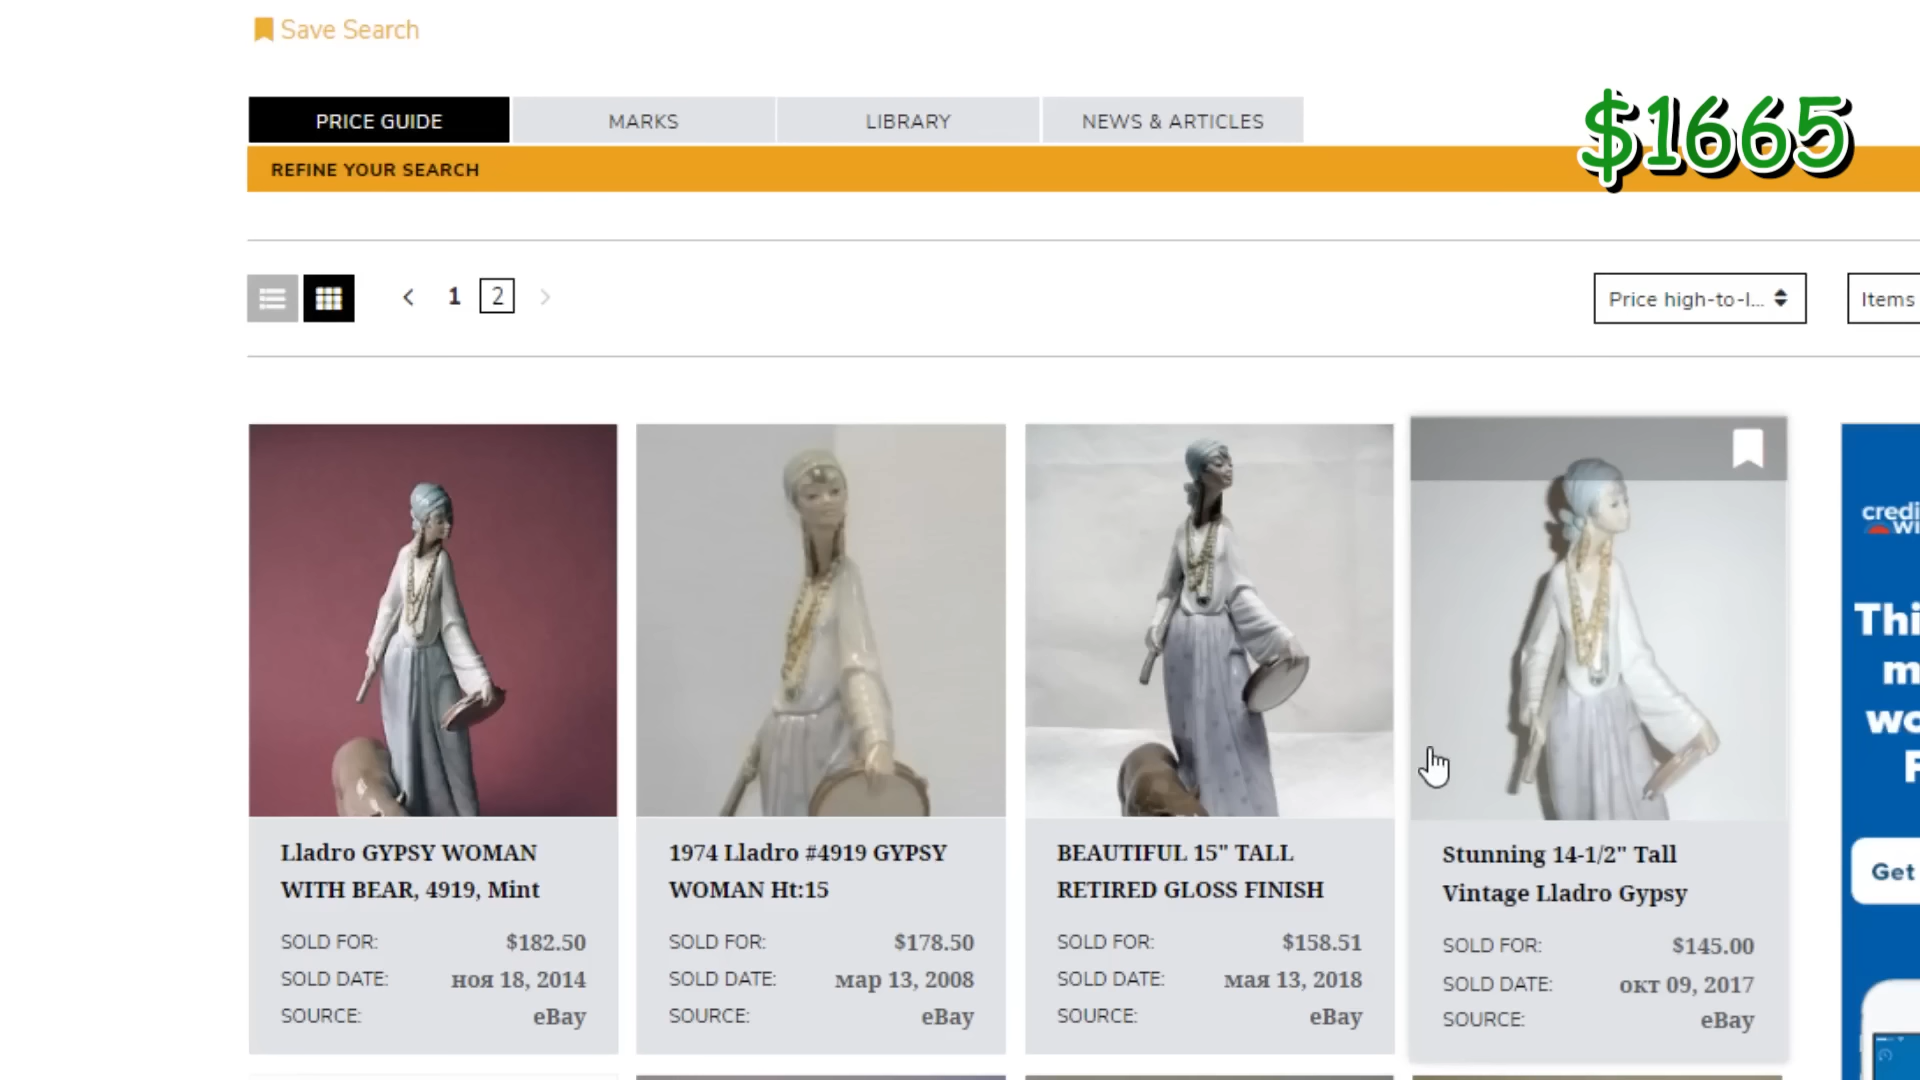 Save Search
$1665
PRICE GUIDE
MARKS
LIBRARY
NEWS & ARTICLES
REFINE YOUR SEARCH
1
2
Price high-to-l...
Items
credi
Thi
m
wo
F
Get
Lladro GYPSY WOMAN
WITH BEAR, 4919, Mint
SOLD FOR: $182.50
SOLD DATE: ноя 18, 2014
SOURCE: eBay
1974 Lladro #4919 GYPSY
WOMAN Ht:15
SOLD FOR: $178.50
SOLD DATE: мар 13, 2008
SOURCE: eBay
BEAUTIFUL 15" TALL
RETIRED GLOSS FINISH
SOLD FOR: $158.51
SOLD DATE: мая 13, 2018
SOURCE: eBay
Stunning 14-1/2" Tall
Vintage Lladro Gypsy
SOLD FOR: $145.00
SOLD DATE: окт 09, 2017
SOURCE: eBay